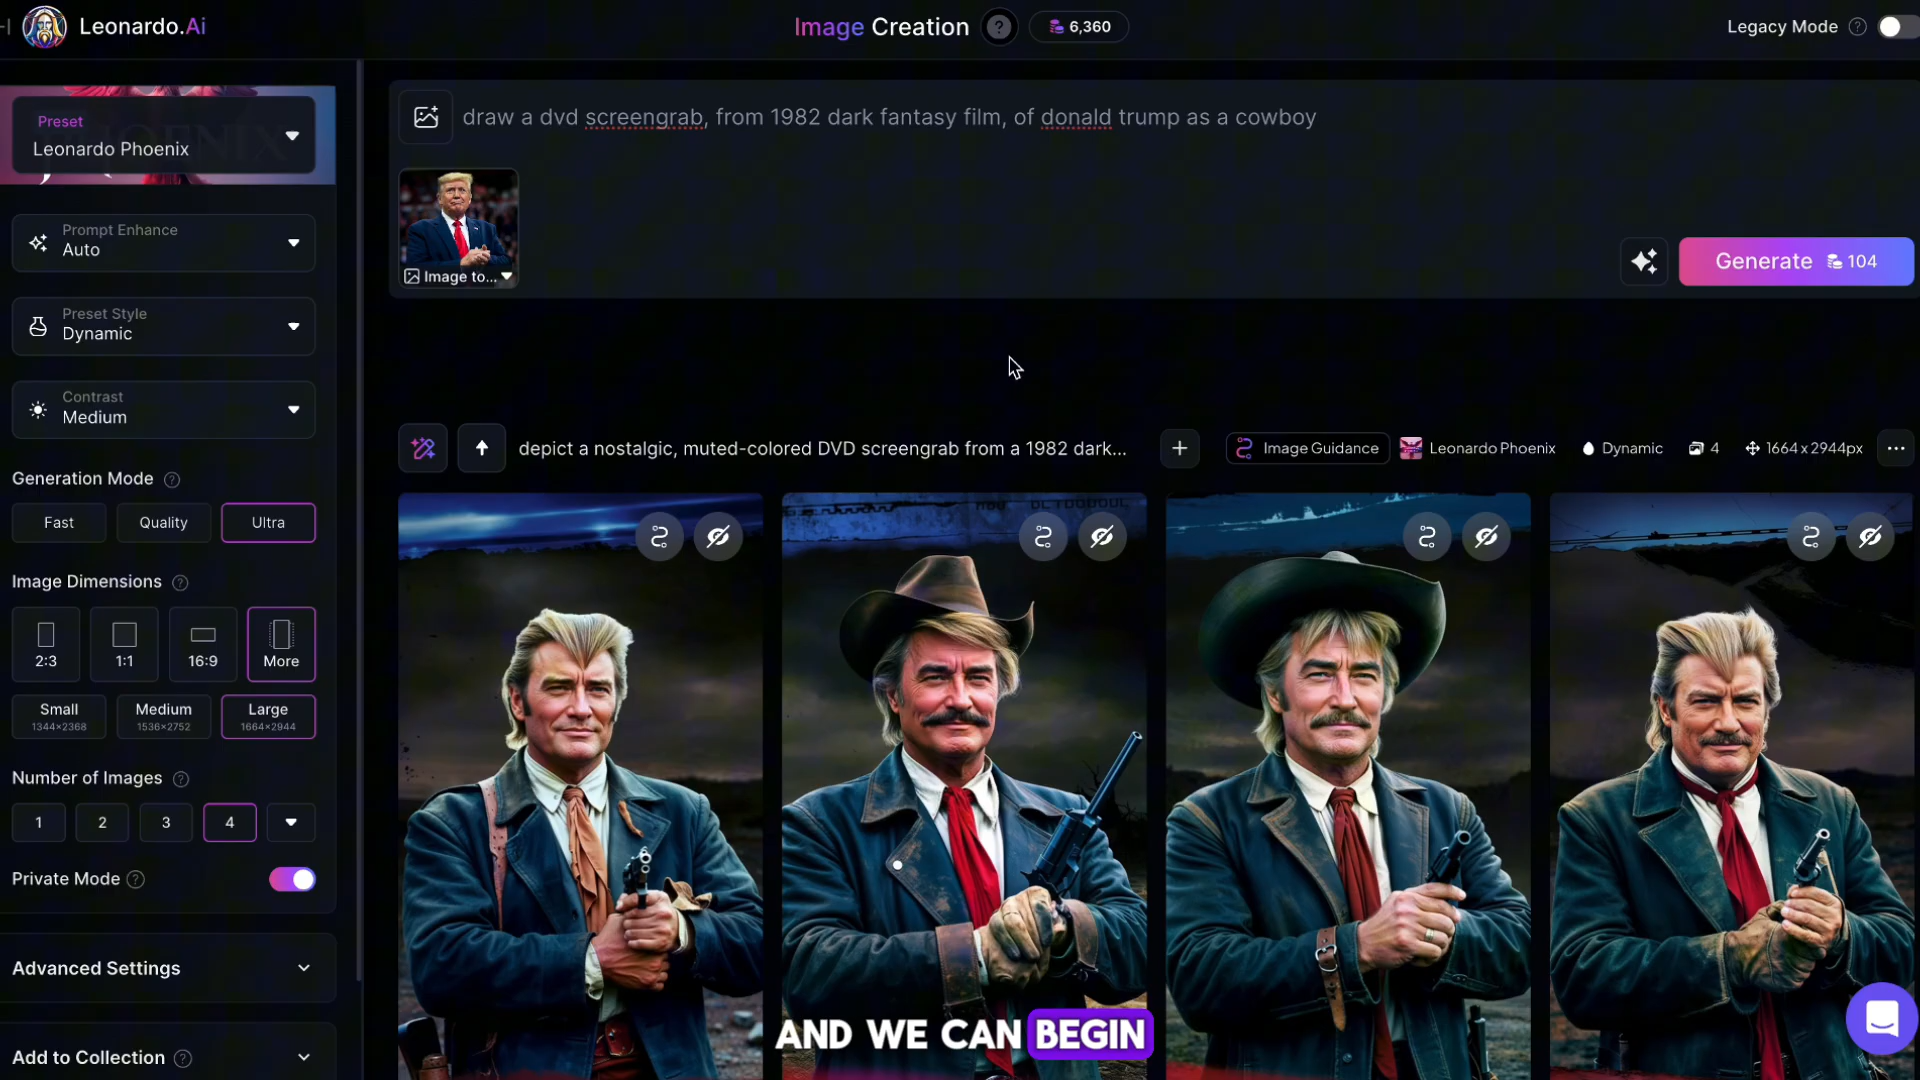 Leonardo.Ai
Image Creation ? 6,360
Legacy Mode ?
Preset
Leonardo Phoenix
draw a dvd screengrab, from 1982 dark fantasy film, of donald trump as a cowboy
Image to...
Generate 104
Prompt Enhance
Auto
Preset Style
Dynamic
Contrast
Medium
Generation Mode ?
Fast Quality Ultra
Image Dimensions ?
2:3 1:1 16:9 More
Small Medium Large
1344×2368 1536×2752 1664×2944
Number of Images ?
1 2 3 4
Private Mode ?
Advanced Settings
Add to Collection ?
depict a nostalgic, muted-colored DVD screengrab from a 1982 dark...
Image Guidance Leonardo Phoenix Dynamic 4 1664 x 2944px
AND WE CAN BEGIN